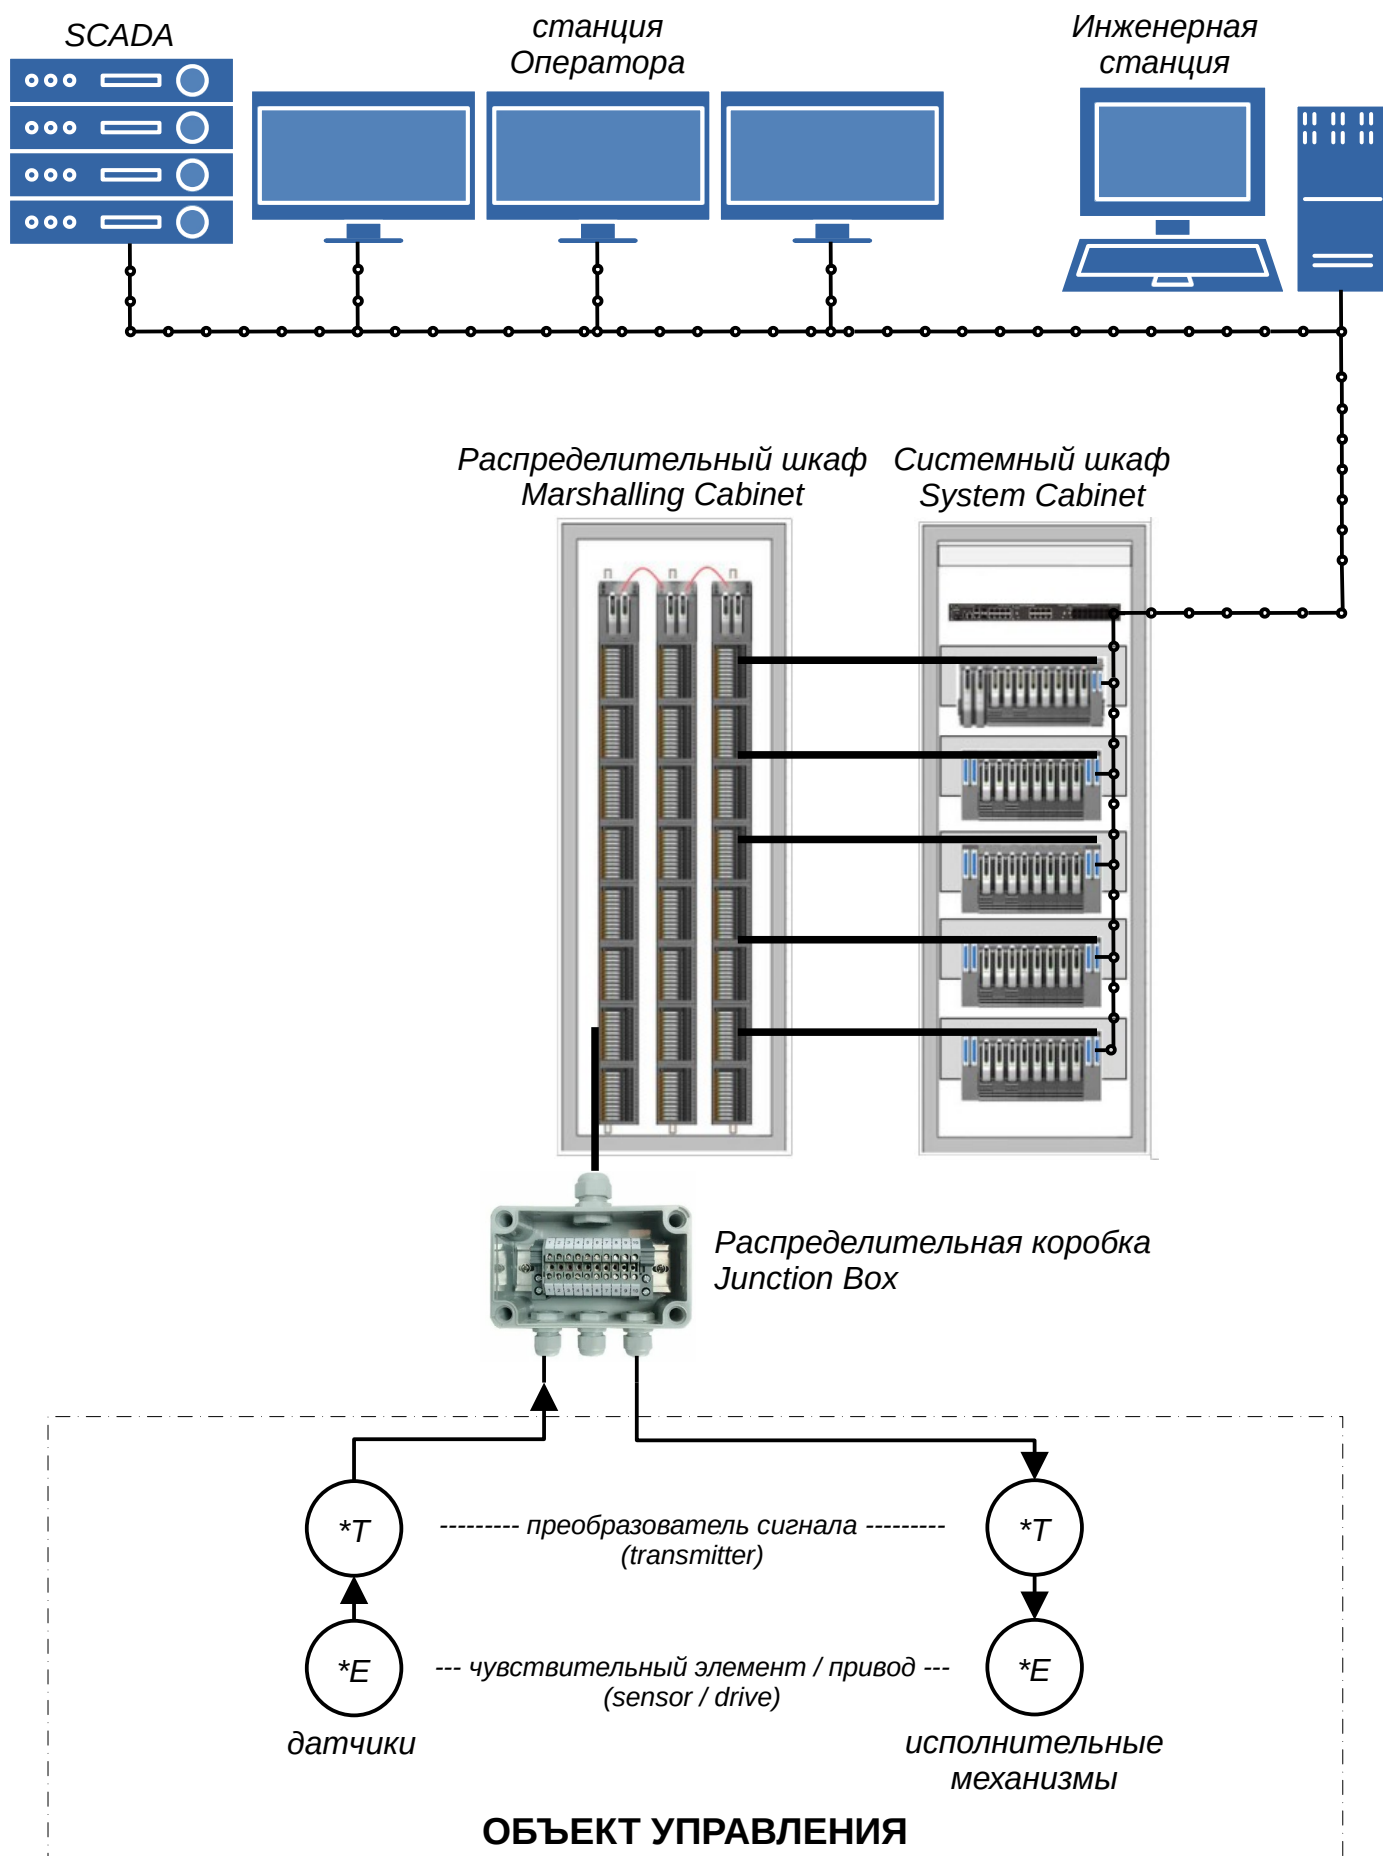 SCADA
станция
Оператора
Инженерная
станция
Распределительный шкаф
Marshalling Cabinet
Системный шкаф
System Cabinet
Распределительная коробка
Junction Box
*T
--------- преобразователь сигнала ---------
(transmitter)
*T
*E
--- чувствительный элемент / привод ---
(sensor / drive)
*E
датчики
исполнительные
механизмы
ОБЪЕКТ УПРАВЛЕНИЯ